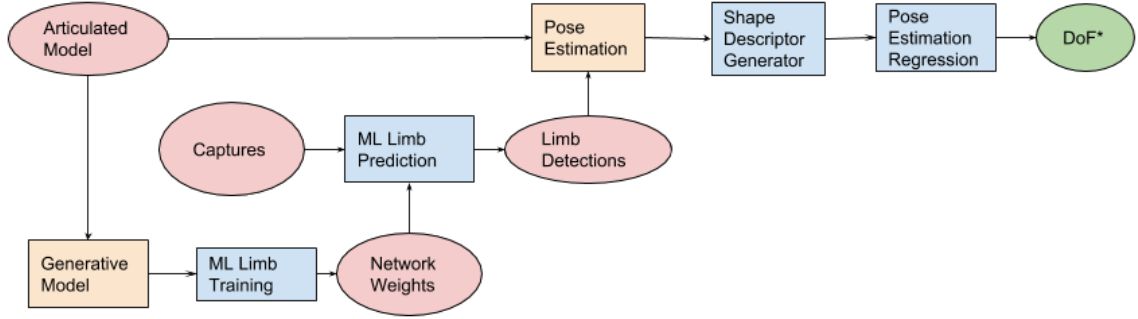 Articulated
Model
Pose
Estimation
Shape
Descriptor
Generator
Pose
Estimation
Regression
DoF*
Captures
ML Limb
Prediction
Limb
Detections
Generative
Model
ML Limb
Training
Network
Weights